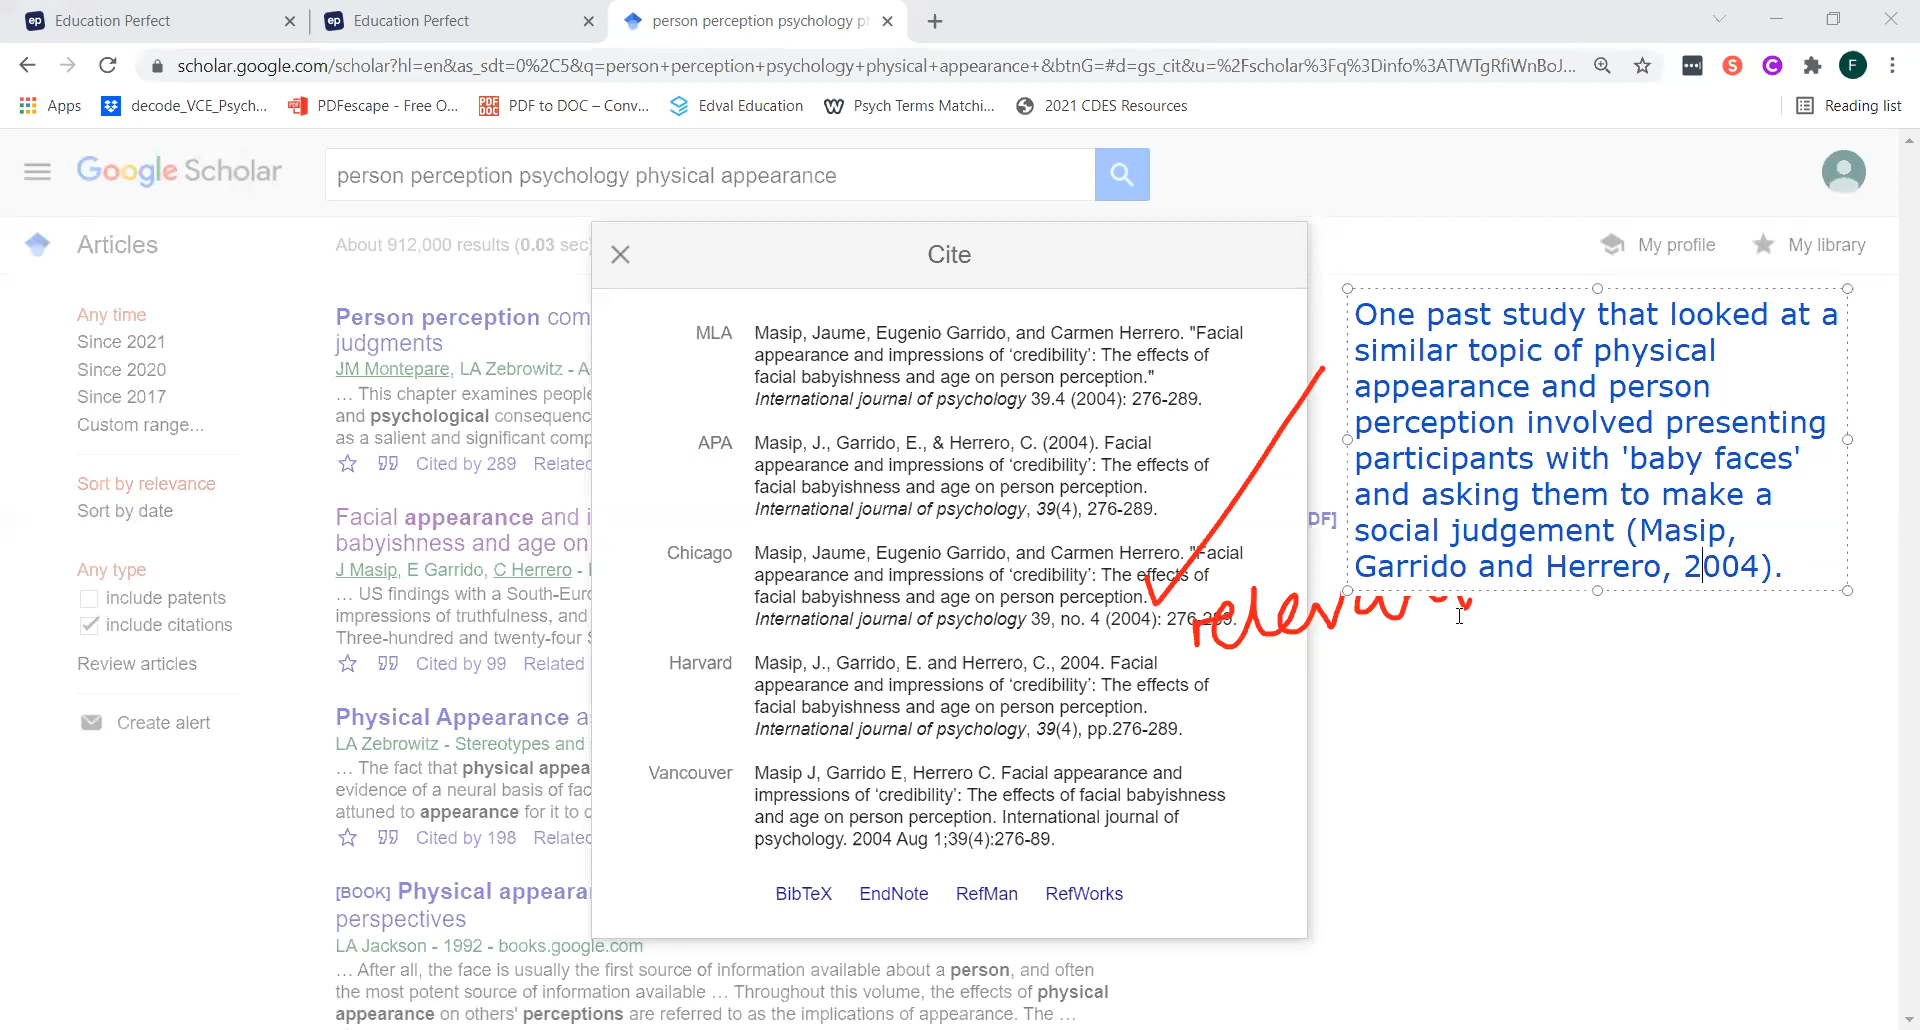 Education Perfect
Education Perfect
person perception psychology p
scholar.google.com/scholar?hl=en&as_sdt=0%2C5&q=person+perception+psychology+physical+appearance+&btnG=#d=gs_cit&u=%2Fscholar%3Fq%3Dinfo%3ATWTgRfiWnBoJ...
F
Apps
decode_VCE_Psych...
PDFescape - Free O...
PDF to DOC – Conv...
Edval Education
Psych Terms Matchi...
2021 CDES Resources
Reading list
Google Scholar
person perception psychology physical appearance
Articles
About 912,000 results (0.03 sec)
My profile
My library
Any time
Since 2021
Since 2020
Since 2017
Custom range...
Sort by relevance
Sort by date
Any type
include patents
include citations
Review articles
Create alert
Person perception com
judgments
JM Montepare, LA Zebrowitz - A
... This chapter examines people
and psychological consequenc
as a salient and significant comp
Cited by 289 Related
Facial appearance and i
babyishness and age on
J Masip, E Garrido, C Herrero -
... US findings with a South-Euro
impressions of truthfulness, and
Three-hundred and twenty-four
Cited by 99 Related
Physical Appearance a
LA Zebrowitz - Stereotypes and
... The fact that physical appea
evidence of a neural basis of fac
attuned to appearance for it to c
Cited by 198 Related
[BOOK] Physical appeara
perspectives
LA Jackson - 1992 - books.google.com
... After all, the face is usually the first source of information available about a person, and often
the most potent source of information available ... Throughout this volume, the effects of physical
appearance on others' perceptions are referred to as the implications of appearance. The ...
Cite
MLA
Masip, Jaume, Eugenio Garrido, and Carmen Herrero. "Facial
appearance and impressions of ‘credibility’: The effects of
facial babyishness and age on person perception."
International journal of psychology 39.4 (2004): 276-289.
APA
Masip, J., Garrido, E., & Herrero, C. (2004). Facial
appearance and impressions of ‘credibility’: The effects of
facial babyishness and age on person perception.
International journal of psychology, 39(4), 276-289.
Chicago
Masip, Jaume, Eugenio Garrido, and Carmen Herrero. "Facial
appearance and impressions of ‘credibility’: The effects of
facial babyishness and age on person perception."
International journal of psychology 39, no. 4 (2004): 276-289.
Harvard
Masip, J., Garrido, E. and Herrero, C., 2004. Facial
appearance and impressions of ‘credibility’: The effects of
facial babyishness and age on person perception.
International journal of psychology, 39(4), pp.276-289.
Vancouver
Masip J, Garrido E, Herrero C. Facial appearance and
impressions of ‘credibility’: The effects of facial babyishness
and age on person perception. International journal of
psychology. 2004 Aug 1;39(4):276-89.
BibTeX EndNote RefMan RefWorks
DF]
One past study that looked at a
similar topic of physical
appearance and person
perception involved presenting
participants with 'baby faces'
and asking them to make a
social judgement (Masip,
Garrido and Herrero, 2004).